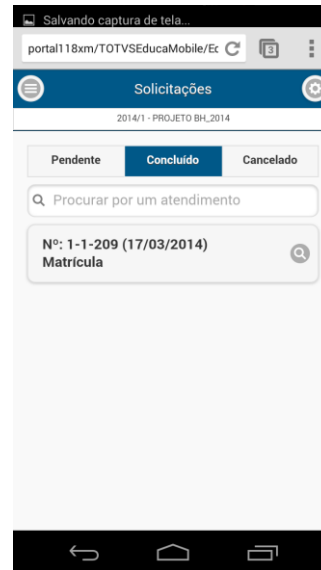 Salvando captura de tela...
portal118xm/TOTVSEducaMobile/Ec
3
Solicitações
2014/1 - PROJETO BH_2014
Pendente Concluído Cancelado
Procurar por um atendimento
Nº: 1-1-209 (17/03/2014)
Matrícula